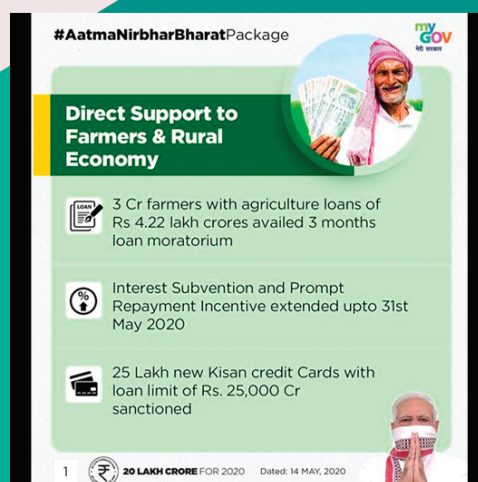 #AatmaNirbharBharatPackage
my
GOV
मेरी सरकार
Direct Support to
Farmers & Rural
Economy
LOAN
3 Cr farmers with agriculture loans of
Rs 4.22 lakh crores availed 3 months
loan moratorium
%
Interest Subvention and Prompt
Repayment Incentive extended upto 31st
May 2020
25 Lakh new Kisan credit Cards with
loan limit of Rs. 25,000 Cr
sanctioned
1
₹
20 LAKH CRORE FOR 2020 Dated: 14 MAY, 2020